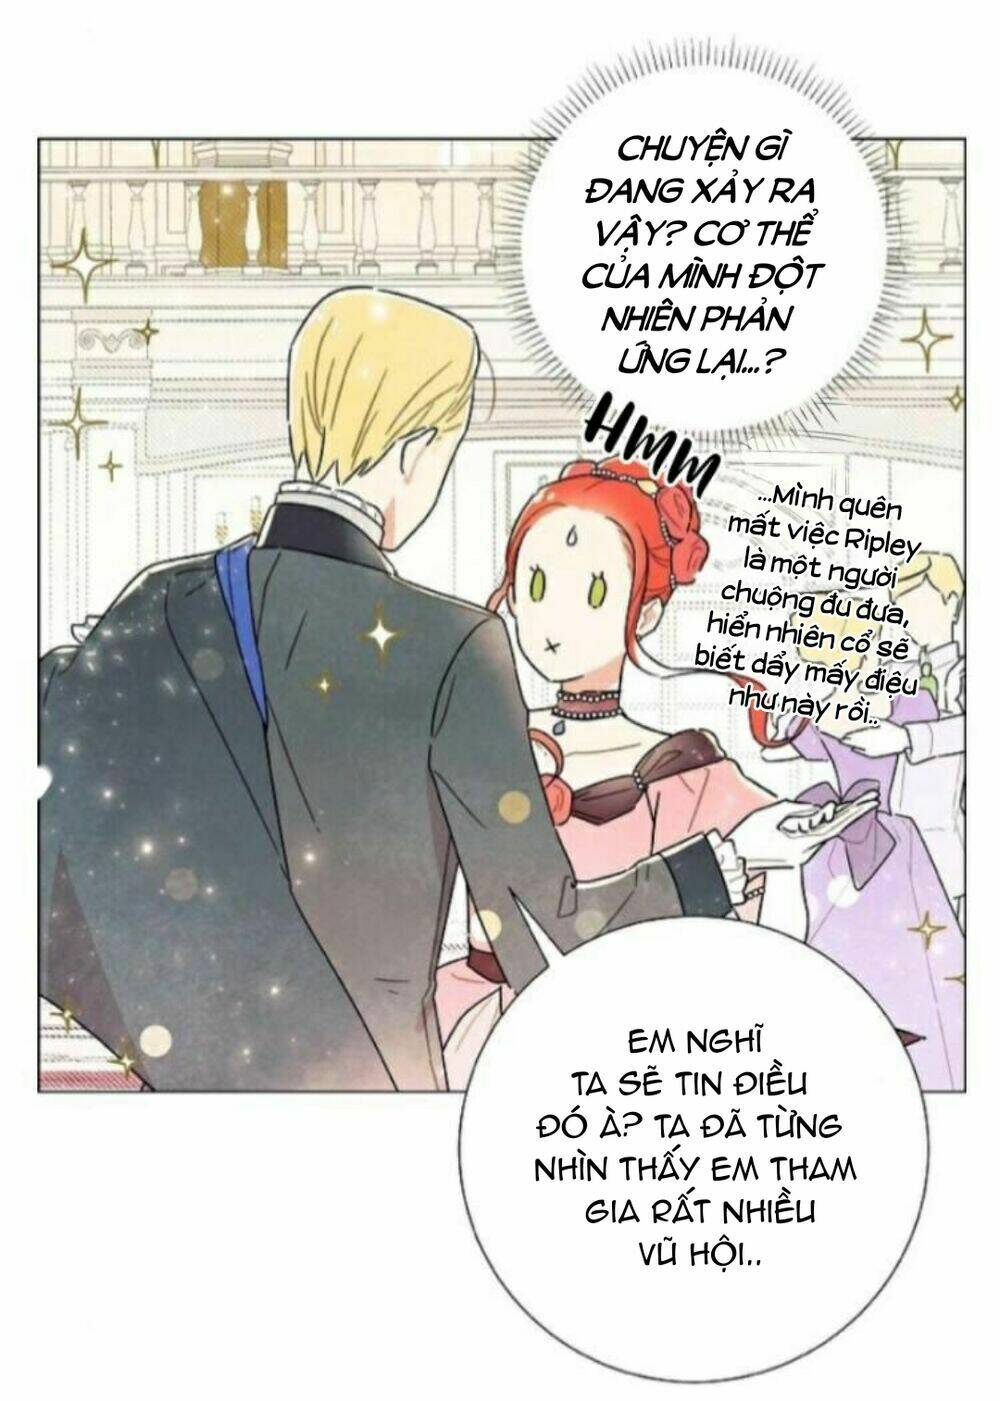 CHUYỆN GÌ
ĐANG XẢY RA
VẬY? CƠ THỂ
CỦA MÌNH ĐỘT
NHIÊN PHẢN
ỨNG LẠI...?
HMM
...Mình quên
mất việc Ripley
là một người
chuộng đu đưa,
hiển nhiên cổ sẽ
biết dẩy mấy điệu
như này rồi..
EM NGHĨ
TA SẼ TIN ĐIỀU
ĐÓ À? TA ĐÃ TỪNG
NHÌN THẤY EM THAM
GIA RẤT NHIỀU
VŨ HỘI..